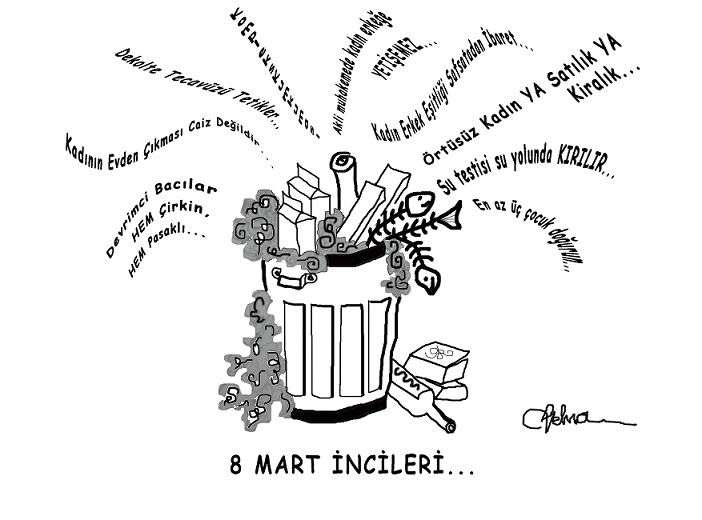 Devrimci Bacılar
HEM Çirkin,
HEM Pasaklı...
Kadının Evden Çıkması Caiz Değildir...
Dekolte Tecavüzü Tetikler...
Akli muhakemede kadın erkeğe
YETİŞEMEZ...
Kadın Erkek Eşitliği Safsatadan İbaret...
Örtüsüz Kadın YA Satılık YA
Kiralık...
Su testisi su yolunda KIRILIR...
En az üç çocuk doğurun...
8 MART İNCİLERİ...